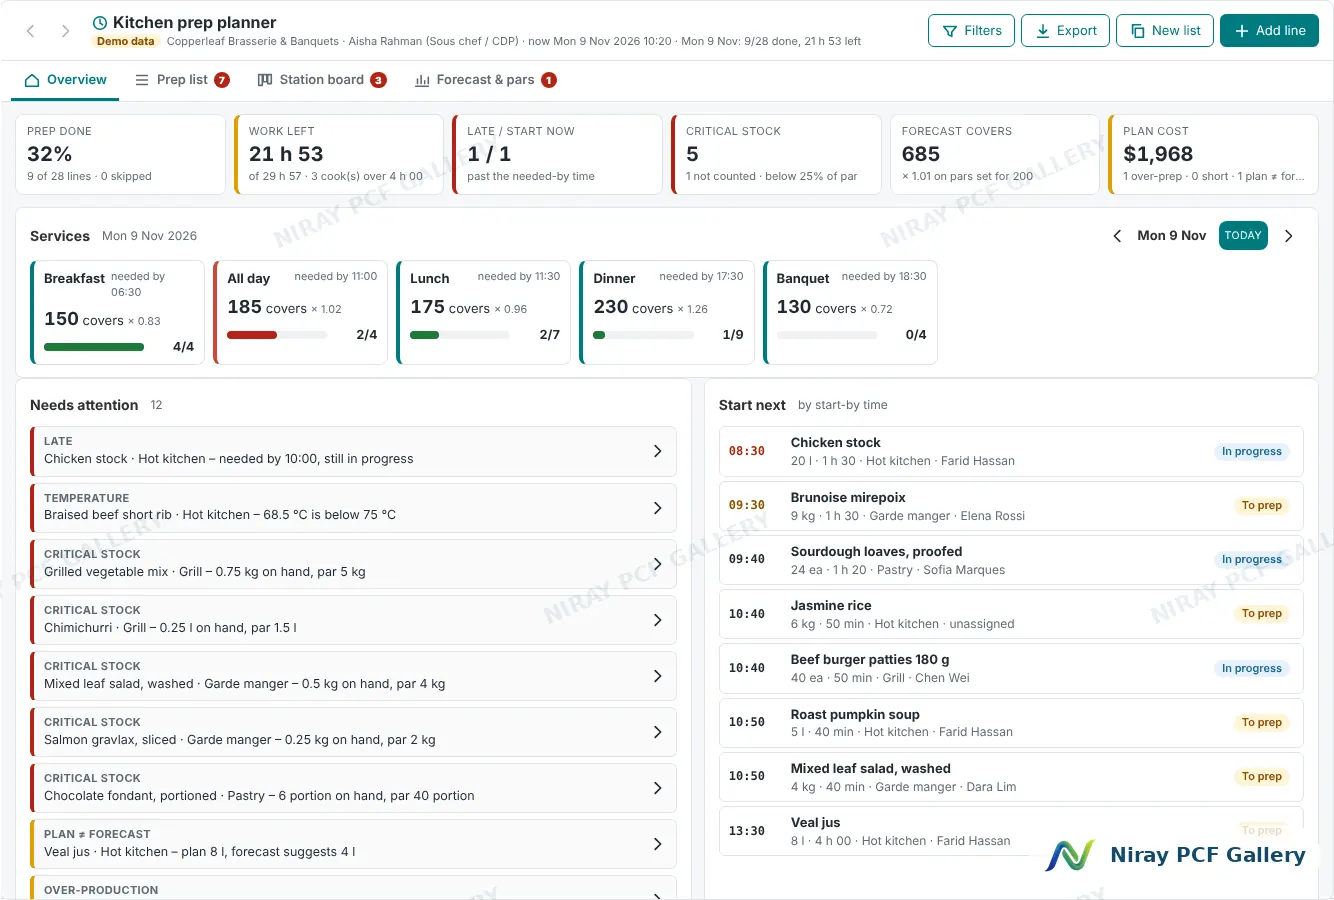 Kitchen prep planner
Demo data Copperleaf Brasserie & Banquets · Aisha Rahman (Sous chef / CDP) · now Mon 9 Nov 2026 10:20 · Mon 9 Nov: 9/28 done, 21 h 53 left
Filters
Export
New list
Add line
Overview
Prep list 7
Station board 3
Forecast & pars 1
PREP DONE
32%
9 of 28 lines · 0 skipped
WORK LEFT
21 h 53
of 29 h 57 · 3 cook(s) over 4 h 00
LATE / START NOW
1 / 1
past the needed-by time
CRITICAL STOCK
5
1 not counted · below 25% of par
FORECAST COVERS
685
× 1.01 on pars set for 200
PLAN COST
$1,968
1 over-prep · 0 short · 1 plan ≠ for...
Services Mon 9 Nov 2026
Mon 9 Nov
TODAY
Breakfast needed by 06:30
150 covers × 0.83
4/4
All day needed by 11:00
185 covers × 1.02
2/4
Lunch needed by 11:30
175 covers × 0.96
2/7
Dinner needed by 17:30
230 covers × 1.26
1/9
Banquet needed by 18:30
130 covers × 0.72
0/4
Needs attention 12
LATE
Chicken stock · Hot kitchen – needed by 10:00, still in progress
TEMPERATURE
Braised beef short rib · Hot kitchen – 68.5 °C is below 75 °C
CRITICAL STOCK
Grilled vegetable mix · Grill – 0.75 kg on hand, par 5 kg
CRITICAL STOCK
Chimichurri · Grill – 0.25 l on hand, par 1.5 l
CRITICAL STOCK
Mixed leaf salad, washed · Garde manger – 0.5 kg on hand, par 4 kg
CRITICAL STOCK
Salmon gravlax, sliced · Garde manger – 0.25 kg on hand, par 2 kg
CRITICAL STOCK
Chocolate fondant, portioned · Pastry – 6 portion on hand, par 40 portion
PLAN ≠ FORECAST
Veal jus · Hot kitchen – plan 8 l, forecast suggests 4 l
OVER-PRODUCTION
Start next by start-by time
08:30 Chicken stock In progress
20 l · 1 h 30 · Hot kitchen · Farid Hassan
09:30 Brunoise mirepoix To prep
9 kg · 1 h 30 · Garde manger · Elena Rossi
09:40 Sourdough loaves, proofed In progress
24 ea · 1 h 20 · Pastry · Sofia Marques
10:40 Jasmine rice To prep
6 kg · 50 min · Hot kitchen · unassigned
10:40 Beef burger patties 180 g In progress
40 ea · 50 min · Grill · Chen Wei
10:50 Roast pumpkin soup To prep
5 l · 40 min · Hot kitchen · Farid Hassan
10:50 Mixed leaf salad, washed To prep
4 kg · 40 min · Garde manger · Dara Lim
13:30 Veal jus To prep
8 l · 4 h 00 · Hot kitchen · Farid Hassan
Niray PCF Gallery
NIRAY PCF GALLERY
NIRAY PCF GALLERY
NIRAY PCF GALLERY
NIRAY PCF GALLERY